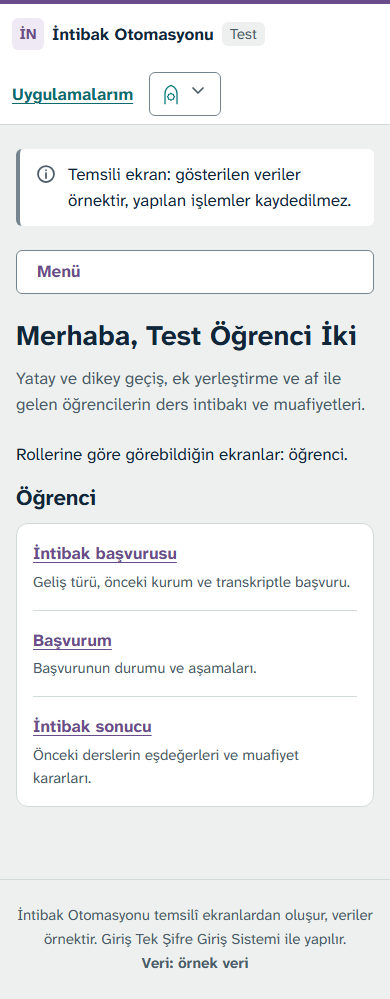 İN İntibak Otomasyonu Test
Uygulamalarım
Temsili ekran: gösterilen veriler
örnektir, yapılan işlemler kaydedilmez.
Menü
Merhaba, Test Öğrenci İki
Yatay ve dikey geçiş, ek yerleştirme ve af ile
gelen öğrencilerin ders intibakı ve muafiyetleri.
Rollerine göre görebildiğin ekranlar: öğrenci.
Öğrenci
İntibak başvurusu
Geliş türü, önceki kurum ve transkriptle başvuru.
Başvurum
Başvurunun durumu ve aşamaları.
İntibak sonucu
Önceki derslerin eşdeğerleri ve muafiyet
kararları.
İntibak Otomasyonu temsilî ekranlardan oluşur, veriler
örnektir. Giriş Tek Şifre Giriş Sistemi ile yapılır.
Veri: örnek veri